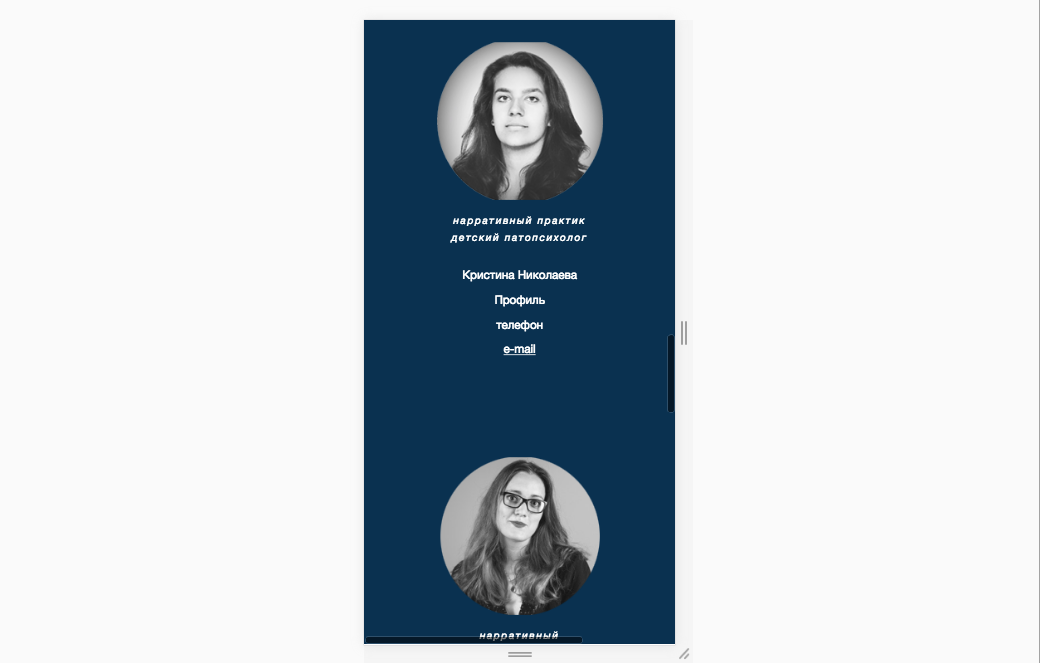 нарративный практик
детский патопсихолог
Кристина Николаева
Профиль
телефон
e-mail
нарративный